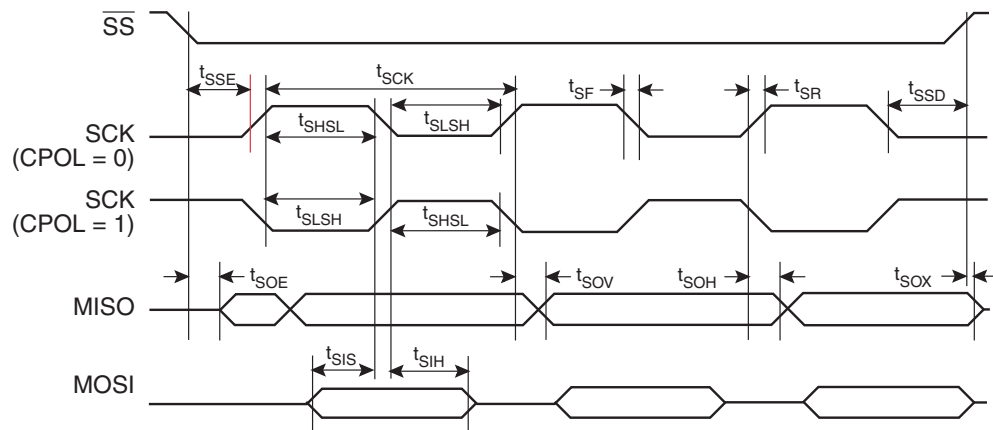 SS
tSSE
tSCK
tSF
tSR
tSSD
SCK
(CPOL = 0)
tSHSL
tSLSH
SCK
(CPOL = 1)
tSLSH
tSHSL
tSOE
tSOV
tSOH
tSOX
MISO
tSIS
tSIH
MOSI